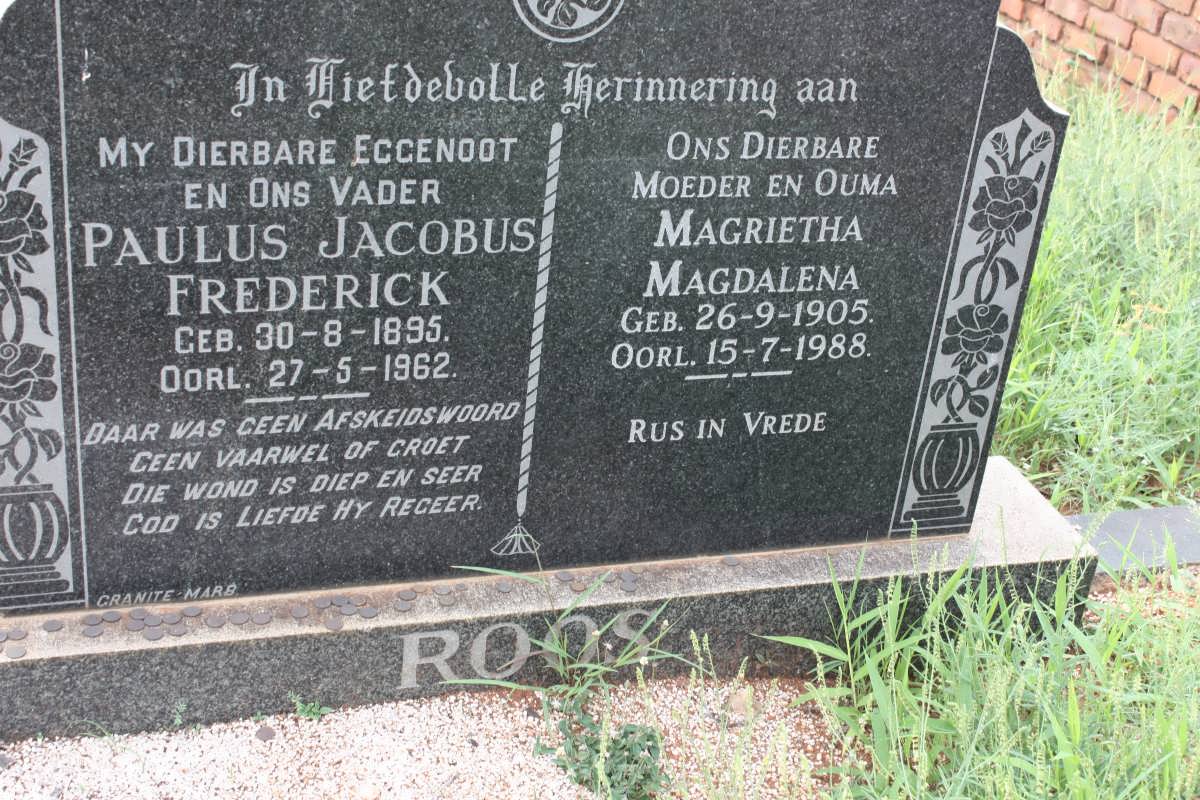 In Liefdevolle Herinnering aan
MY DIERBARE EGGENOOT
EN ONS VADER
PAULUS JACOBUS
FREDERICK
GEB. 30-8-1895.
OORL. 27-5-1962.
DAAR WAS GEEN AFSKEIDSWOORD
GEEN VAARWEL OF GROET
DIE WOND IS DIEP EN SEER
GOD IS LIEFDE HY REGEER.
GRANITE-MARB.
ONS DIERBARE
MOEDER EN OUMA
MAGRIETHA
MAGDALENA
GEB. 26-9-1905.
OORL. 15-7-1988.
RUS IN VREDE
ROOS